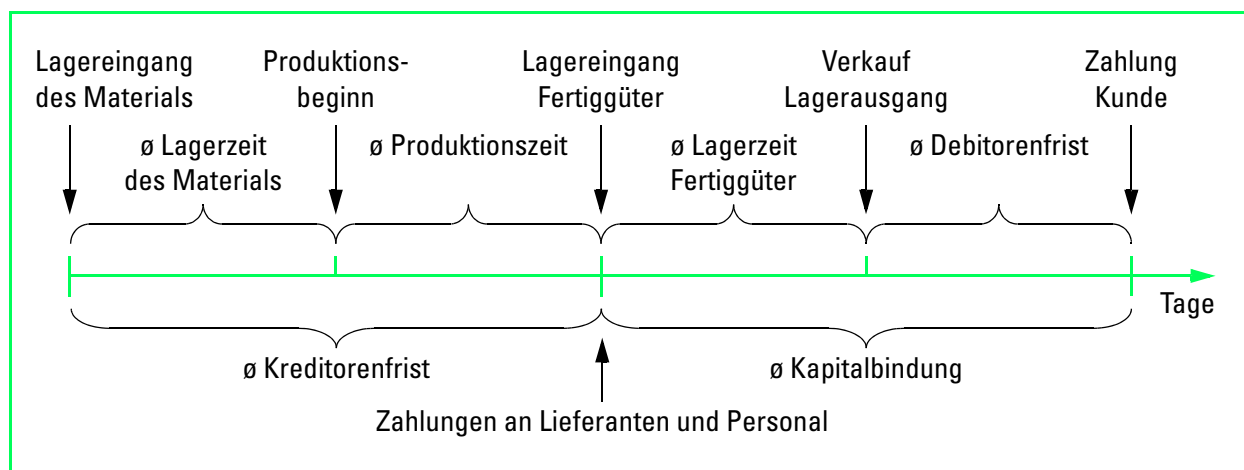 Lagereingang
des Materials
Produktions-
beginn
Lagereingang
Fertiggüter
Verkauf
Lagerausgang
Zahlung
Kunde
ø Lagerzeit
des Materials
ø Produktionszeit
ø Lagerzeit
Fertiggüter
ø Debitorenfrist
Tage
ø Kreditorenfrist
ø Kapitalbindung
Zahlungen an Lieferanten und Personal